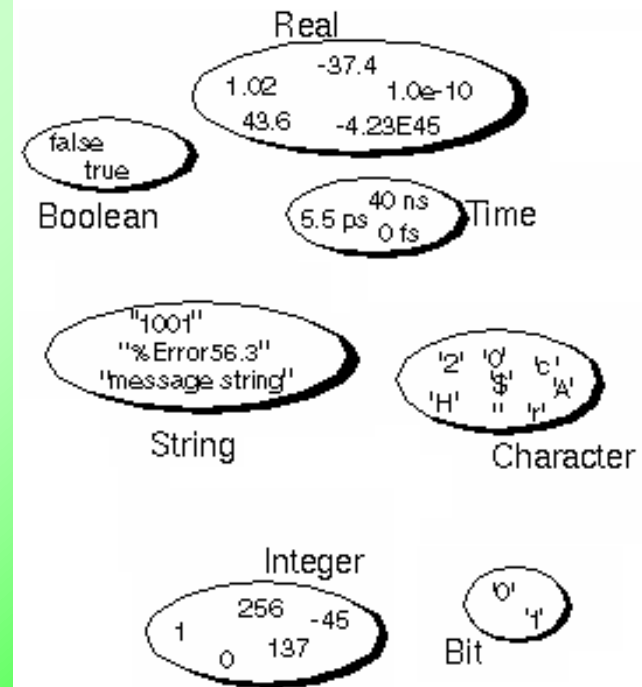 Real
-37.4
1.02
1.0e-10
43.6 -4.23E45
false
true
Boolean
40 ns
5.5 ps
0 fs
Time
"1001"
"%Error56.3"
"message string"
String
'2' '0' 'c'
'$' 'A'
'H' '' 'r'
Character
Integer
256 -45
1
0 137
'0'
'1'
Bit